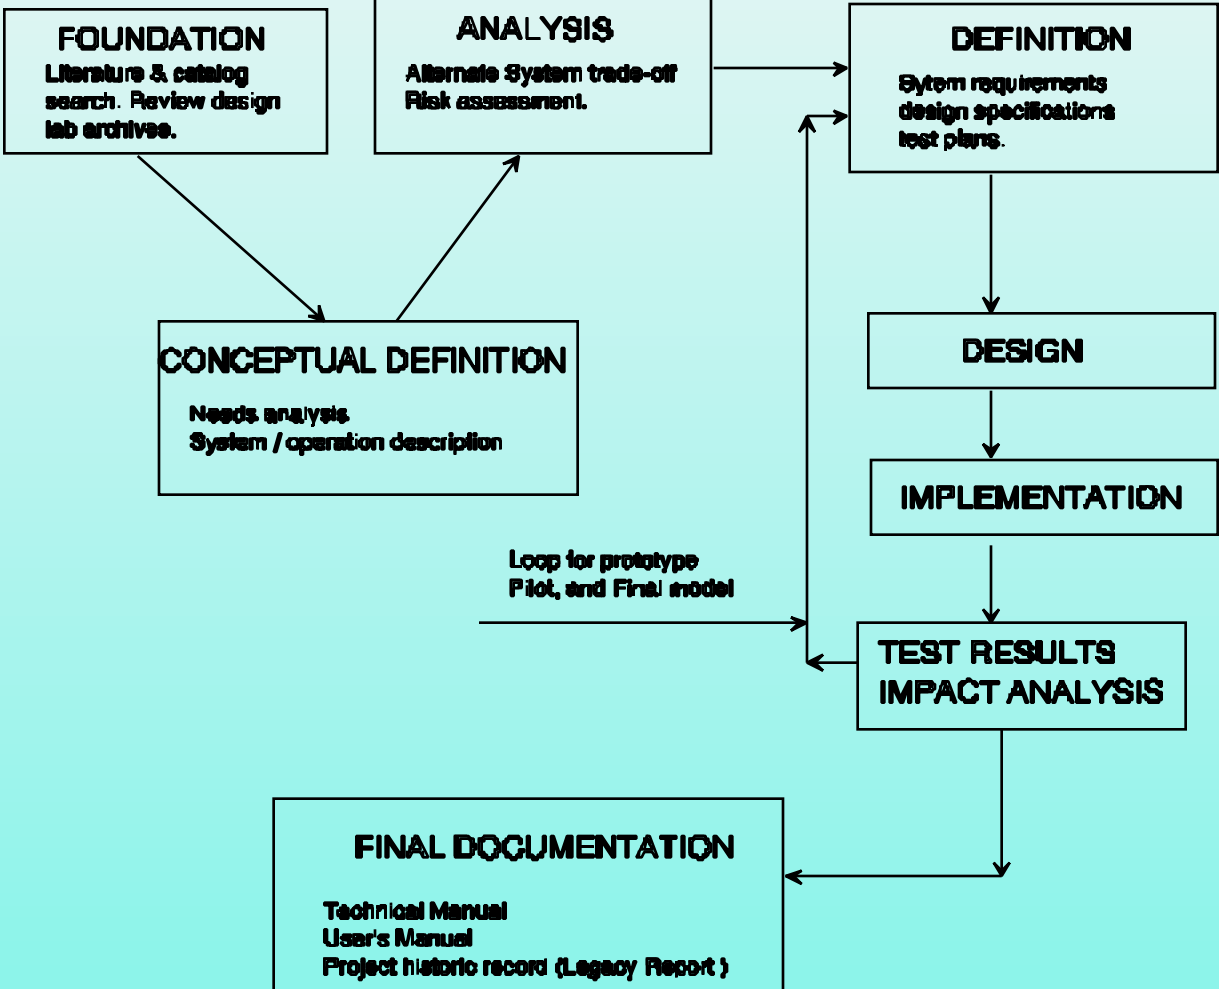 FOUNDATION
Literature & catalog
search. Review design
lab archives.
ANALYSIS
Alternate System trade-off
Risk assessment.
DEFINITION
Sytem requirements
design specifications
test plans.
CONCEPTUAL DEFINITION
Needs analysis
System / operation description
DESIGN
IMPLEMENTATION
Loop for prototype
Pilot, and Final model
TEST RESULTS
IMPACT ANALYSIS
FINAL DOCUMENTATION
Technical Manual
User's Manual
Project historic record (Legacy Report )